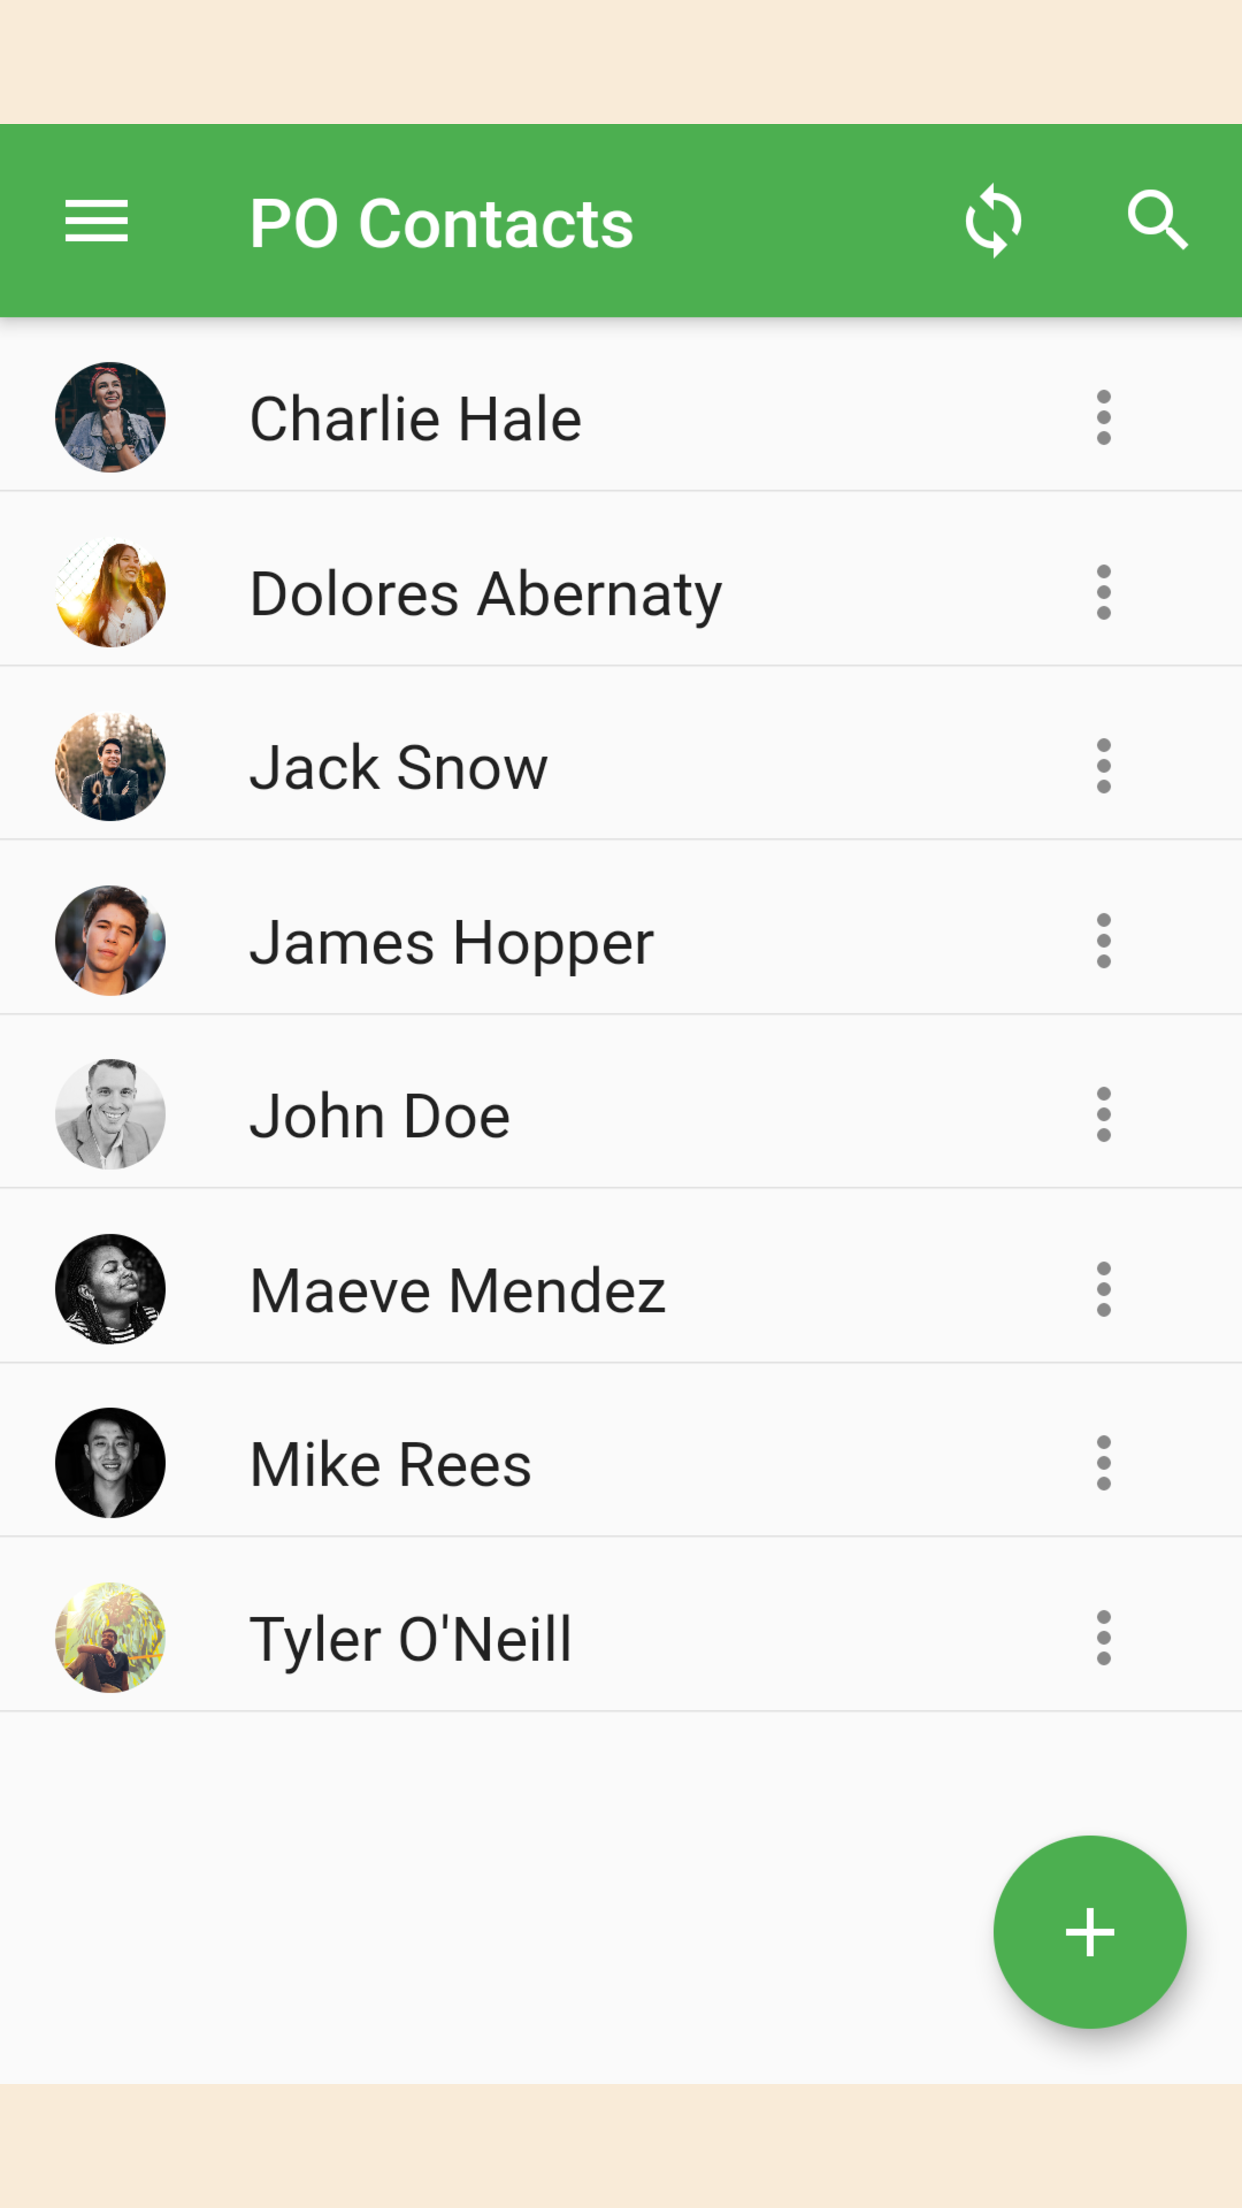 PO Contacts
Charlie Hale
Dolores Abernaty
Jack Snow
James Hopper
John Doe
Maeve Mendez
Mike Rees
Tyler O'Neill